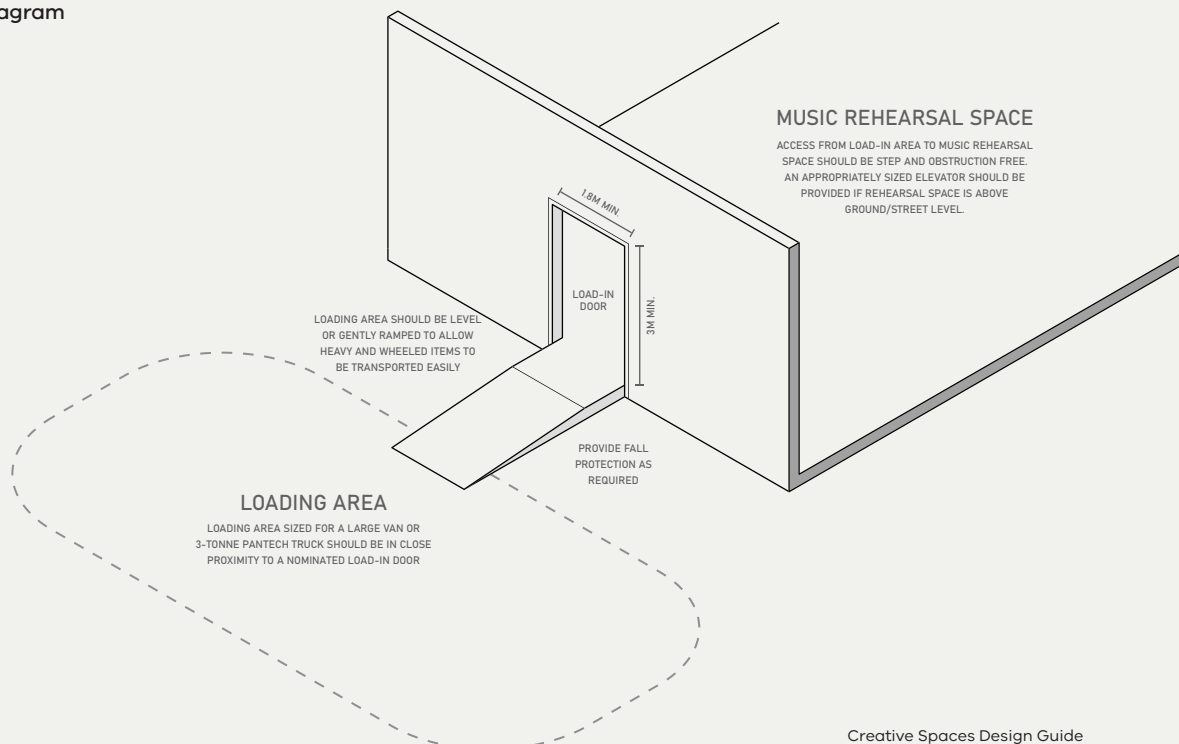 agram
MUSIC REHEARSAL SPACE
ACCESS FROM LOAD-IN AREA TO MUSIC REHEARSAL
SPACE SHOULD BE STEP AND OBSTRUCTION FREE.
AN APPROPRIATELY SIZED ELEVATOR SHOULD BE
PROVIDED IF REHEARSAL SPACE IS ABOVE
GROUND/STREET LEVEL.
1.8M MIN.
LOAD-IN
DOOR
3M MIN.
LOADING AREA SHOULD BE LEVEL
OR GENTLY RAMPED TO ALLOW
HEAVY AND WHEELED ITEMS TO
BE TRANSPORTED EASILY
PROVIDE FALL
PROTECTION AS
REQUIRED
LOADING AREA
LOADING AREA SIZED FOR A LARGE VAN OR
3-TONNE PANTECH TRUCK SHOULD BE IN CLOSE
PROXIMITY TO A NOMINATED LOAD-IN DOOR
Creative Spaces Design Guide